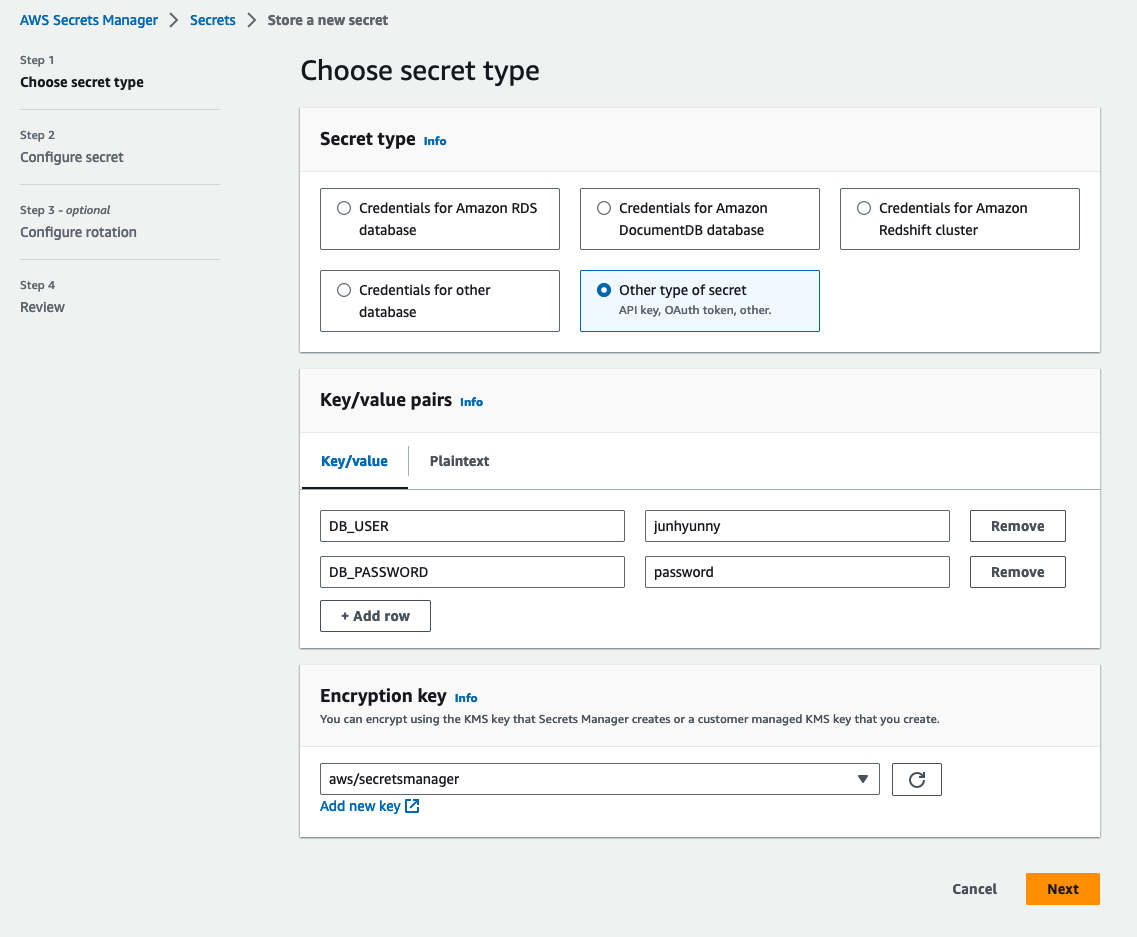 AWS Secrets Manager > Secrets > Store a new secret
Step 1
Choose secret type
Step 2
Configure secret
Step 3 - optional
Configure rotation
Step 4
Review
Choose secret type
Secret type Info
Credentials for Amazon RDS
database
Credentials for Amazon
DocumentDB database
Credentials for Amazon
Redshift cluster
Credentials for other
database
Other type of secret
API key, OAuth token, other.
Key/value pairs Info
Key/value Plaintext
DB_USER junhyunny Remove
DB_PASSWORD password Remove
+ Add row
Encryption key Info
You can encrypt using the KMS key that Secrets Manager creates or a customer managed KMS key that you create.
aws/secretsmanager
Add new key
Cancel Next